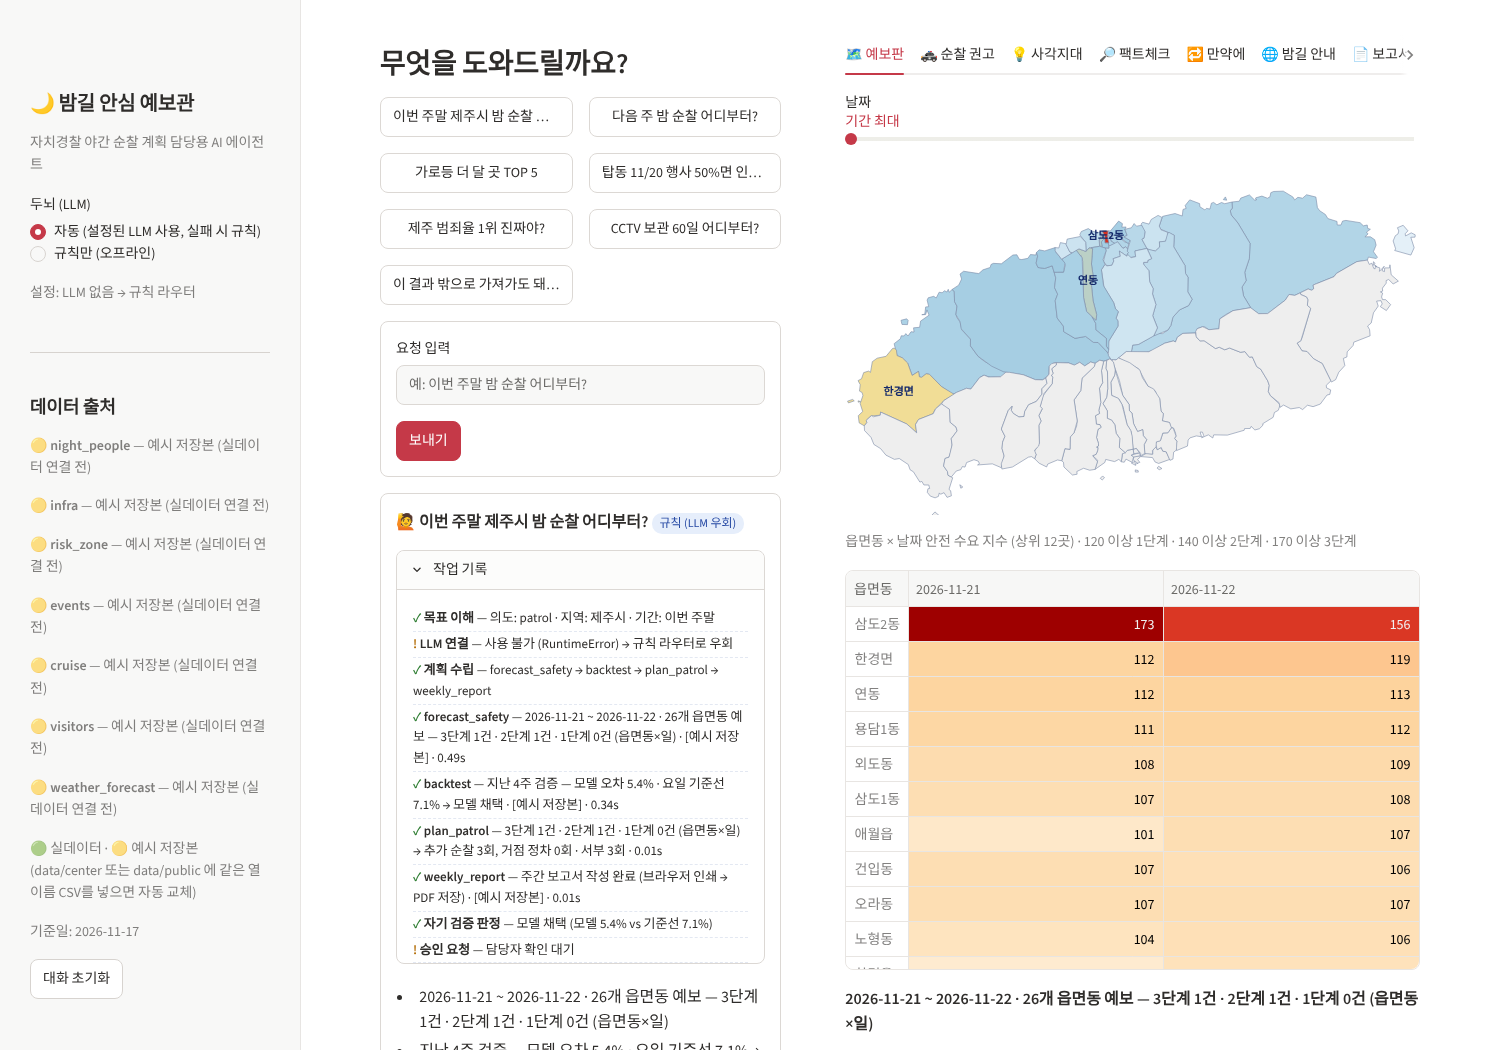 🌙 밤길 안심 예보관
자치경찰 야간 순찰 계획 담당용 AI 에이전
트
두뇌 (LLM)
자동 (설정된 LLM 사용, 실패 시 규칙)
규칙만 (오프라인)
설정: LLM 없음 → 규칙 라우터
데이터 출처
🟡 night_people — 예시 저장본 (실데이
터 연결 전)
🟡 infra — 예시 저장본 (실데이터 연결 전)
🟡 risk_zone — 예시 저장본 (실데이터 연
결 전)
🟡 events — 예시 저장본 (실데이터 연결
전)
🟡 cruise — 예시 저장본 (실데이터 연결
전)
🟡 visitors — 예시 저장본 (실데이터 연결
전)
🟡 weather_forecast — 예시 저장본 (실
데이터 연결 전)
🟢 실데이터 · 🟡 예시 저장본
(data/center 또는 data/public 에 같은 열
이름 CSV를 넣으면 자동 교체)
기준일: 2026-11-17
대화 초기화
무엇을 도와드릴까요?
이번 주말 제주시 밤 순찰 …
다음 주 밤 순찰 어디부터?
가로등 더 달 곳 TOP 5
탑동 11/20 행사 50%면 인…
제주 범죄율 1위 진짜야?
CCTV 보관 60일 어디부터?
이 결과 밖으로 가져가도 돼…
요청 입력
예: 이번 주말 밤 순찰 어디부터?
보내기
🙋 이번 주말 제주시 밤 순찰 어디부터? 규칙 (LLM 우회)
작업 기록
✓ 목표 이해 — 의도: patrol · 지역: 제주시 · 기간: 이번 주말
! LLM 연결 — 사용 불가 (RuntimeError) → 규칙 라우터로 우회
✓ 계획 수립 — forecast_safety → backtest → plan_patrol →
weekly_report
✓ forecast_safety — 2026-11-21 ~ 2026-11-22 · 26개 읍면동 예
보 — 3단계 1건 · 2단계 1건 · 1단계 0건 (읍면동×일) · [예시 저장
본] · 0.49s
✓ backtest — 지난 4주 검증 — 모델 오차 5.4% · 요일 기준선
7.1% → 모델 채택 · [예시 저장본] · 0.34s
✓ plan_patrol — 3단계 1건 · 2단계 1건 · 1단계 0건 (읍면동×일)
→ 추가 순찰 3회, 거점 정차 0회 · 서부 3회 · 0.01s
✓ weekly_report — 주간 보고서 작성 완료 (브라우저 인쇄 →
PDF 저장) · [예시 저장본] · 0.01s
✓ 자기 검증 판정 — 모델 채택 (모델 5.4% vs 기준선 7.1%)
! 승인 요청 — 담당자 확인 대기
• 2026-11-21 ~ 2026-11-22 · 26개 읍면동 예보 — 3단계
1건 · 2단계 1건 · 1단계 0건 (읍면동×일)
• 지난 4주 검증 — 모델 오차 5.4% · 요일 기준선 7.1% →
🗺️ 예보판 🚓 순찰 권고 💡 사각지대 🔎 팩트체크 🔁 만약에 🌐 밤길 안내 📄 보고
날짜
기간 최대
삼도2동
연동
한경면
읍면동 × 날짜 안전 수요 지수 (상위 12곳) · 120 이상 1단계 · 140 이상 2단계 · 170 이상 3단계
읍면동 2026-11-21 2026-11-22
삼도2동 173 156
한경면 112 119
연동 112 113
용담1동 111 112
외도동 108 109
삼도1동 107 108
애월읍 101 107
건입동 107 106
오라동 107 107
노형동 104 106
2026-11-21 ~ 2026-11-22 · 26개 읍면동 예보 — 3단계 1건 · 2단계 1건 · 1단계 0건 (읍면동
×일)